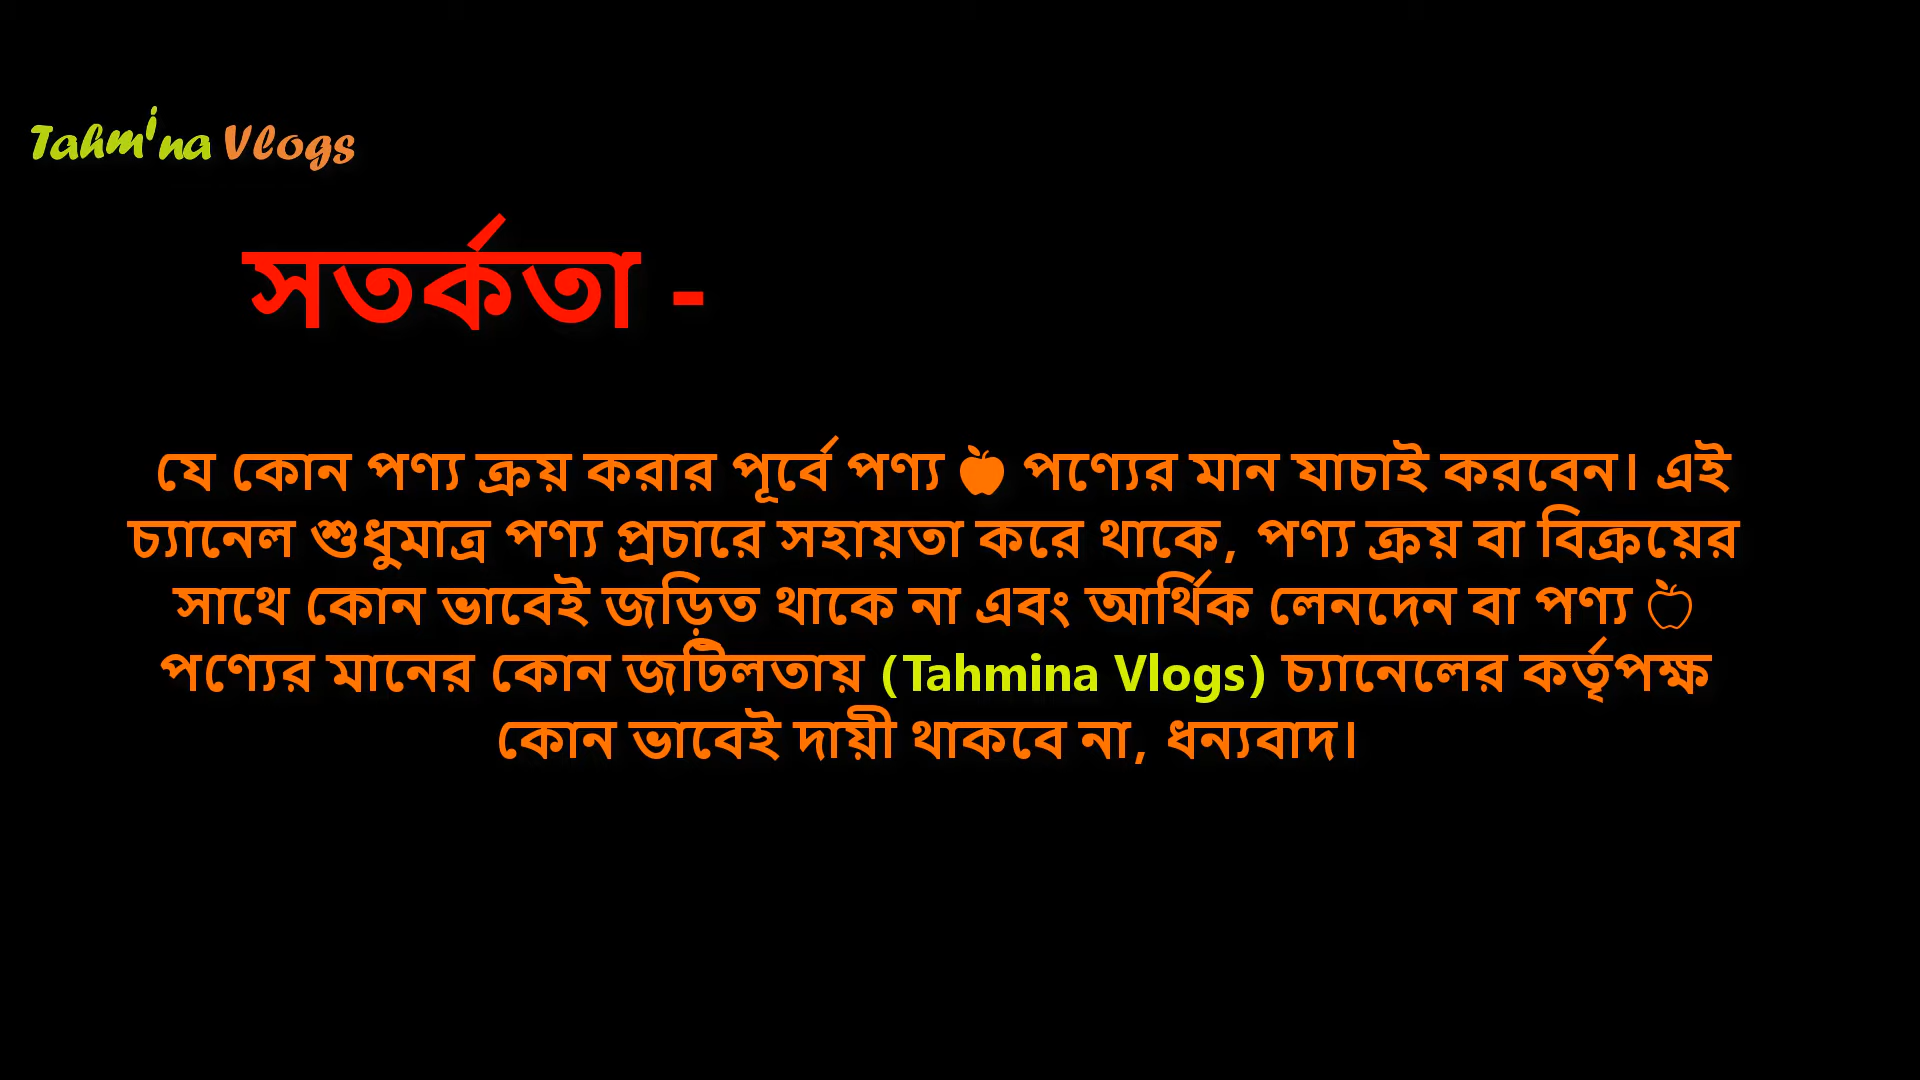 Tahmina Vlogs
সতর্কতা -
যে কোন পণ্য ক্রয় করার পূর্বে পণ্য 🍎 পণ্যের মান যাচাই করবেন। এই
চ্যানেল শুধুমাত্র পণ্য প্রচারে সহায়তা করে থাকে, পণ্য ক্রয় বা বিক্রয়ের
সাথে কোন ভাবেই জড়িত থাকে না এবং আর্থিক লেনদেন বা পণ্য 🍎
পণ্যের মানের কোন জটিলতায় (Tahmina Vlogs) চ্যানেলের কর্তৃপক্ষ
কোন ভাবেই দায়ী থাকবে না, ধন্যবাদ।